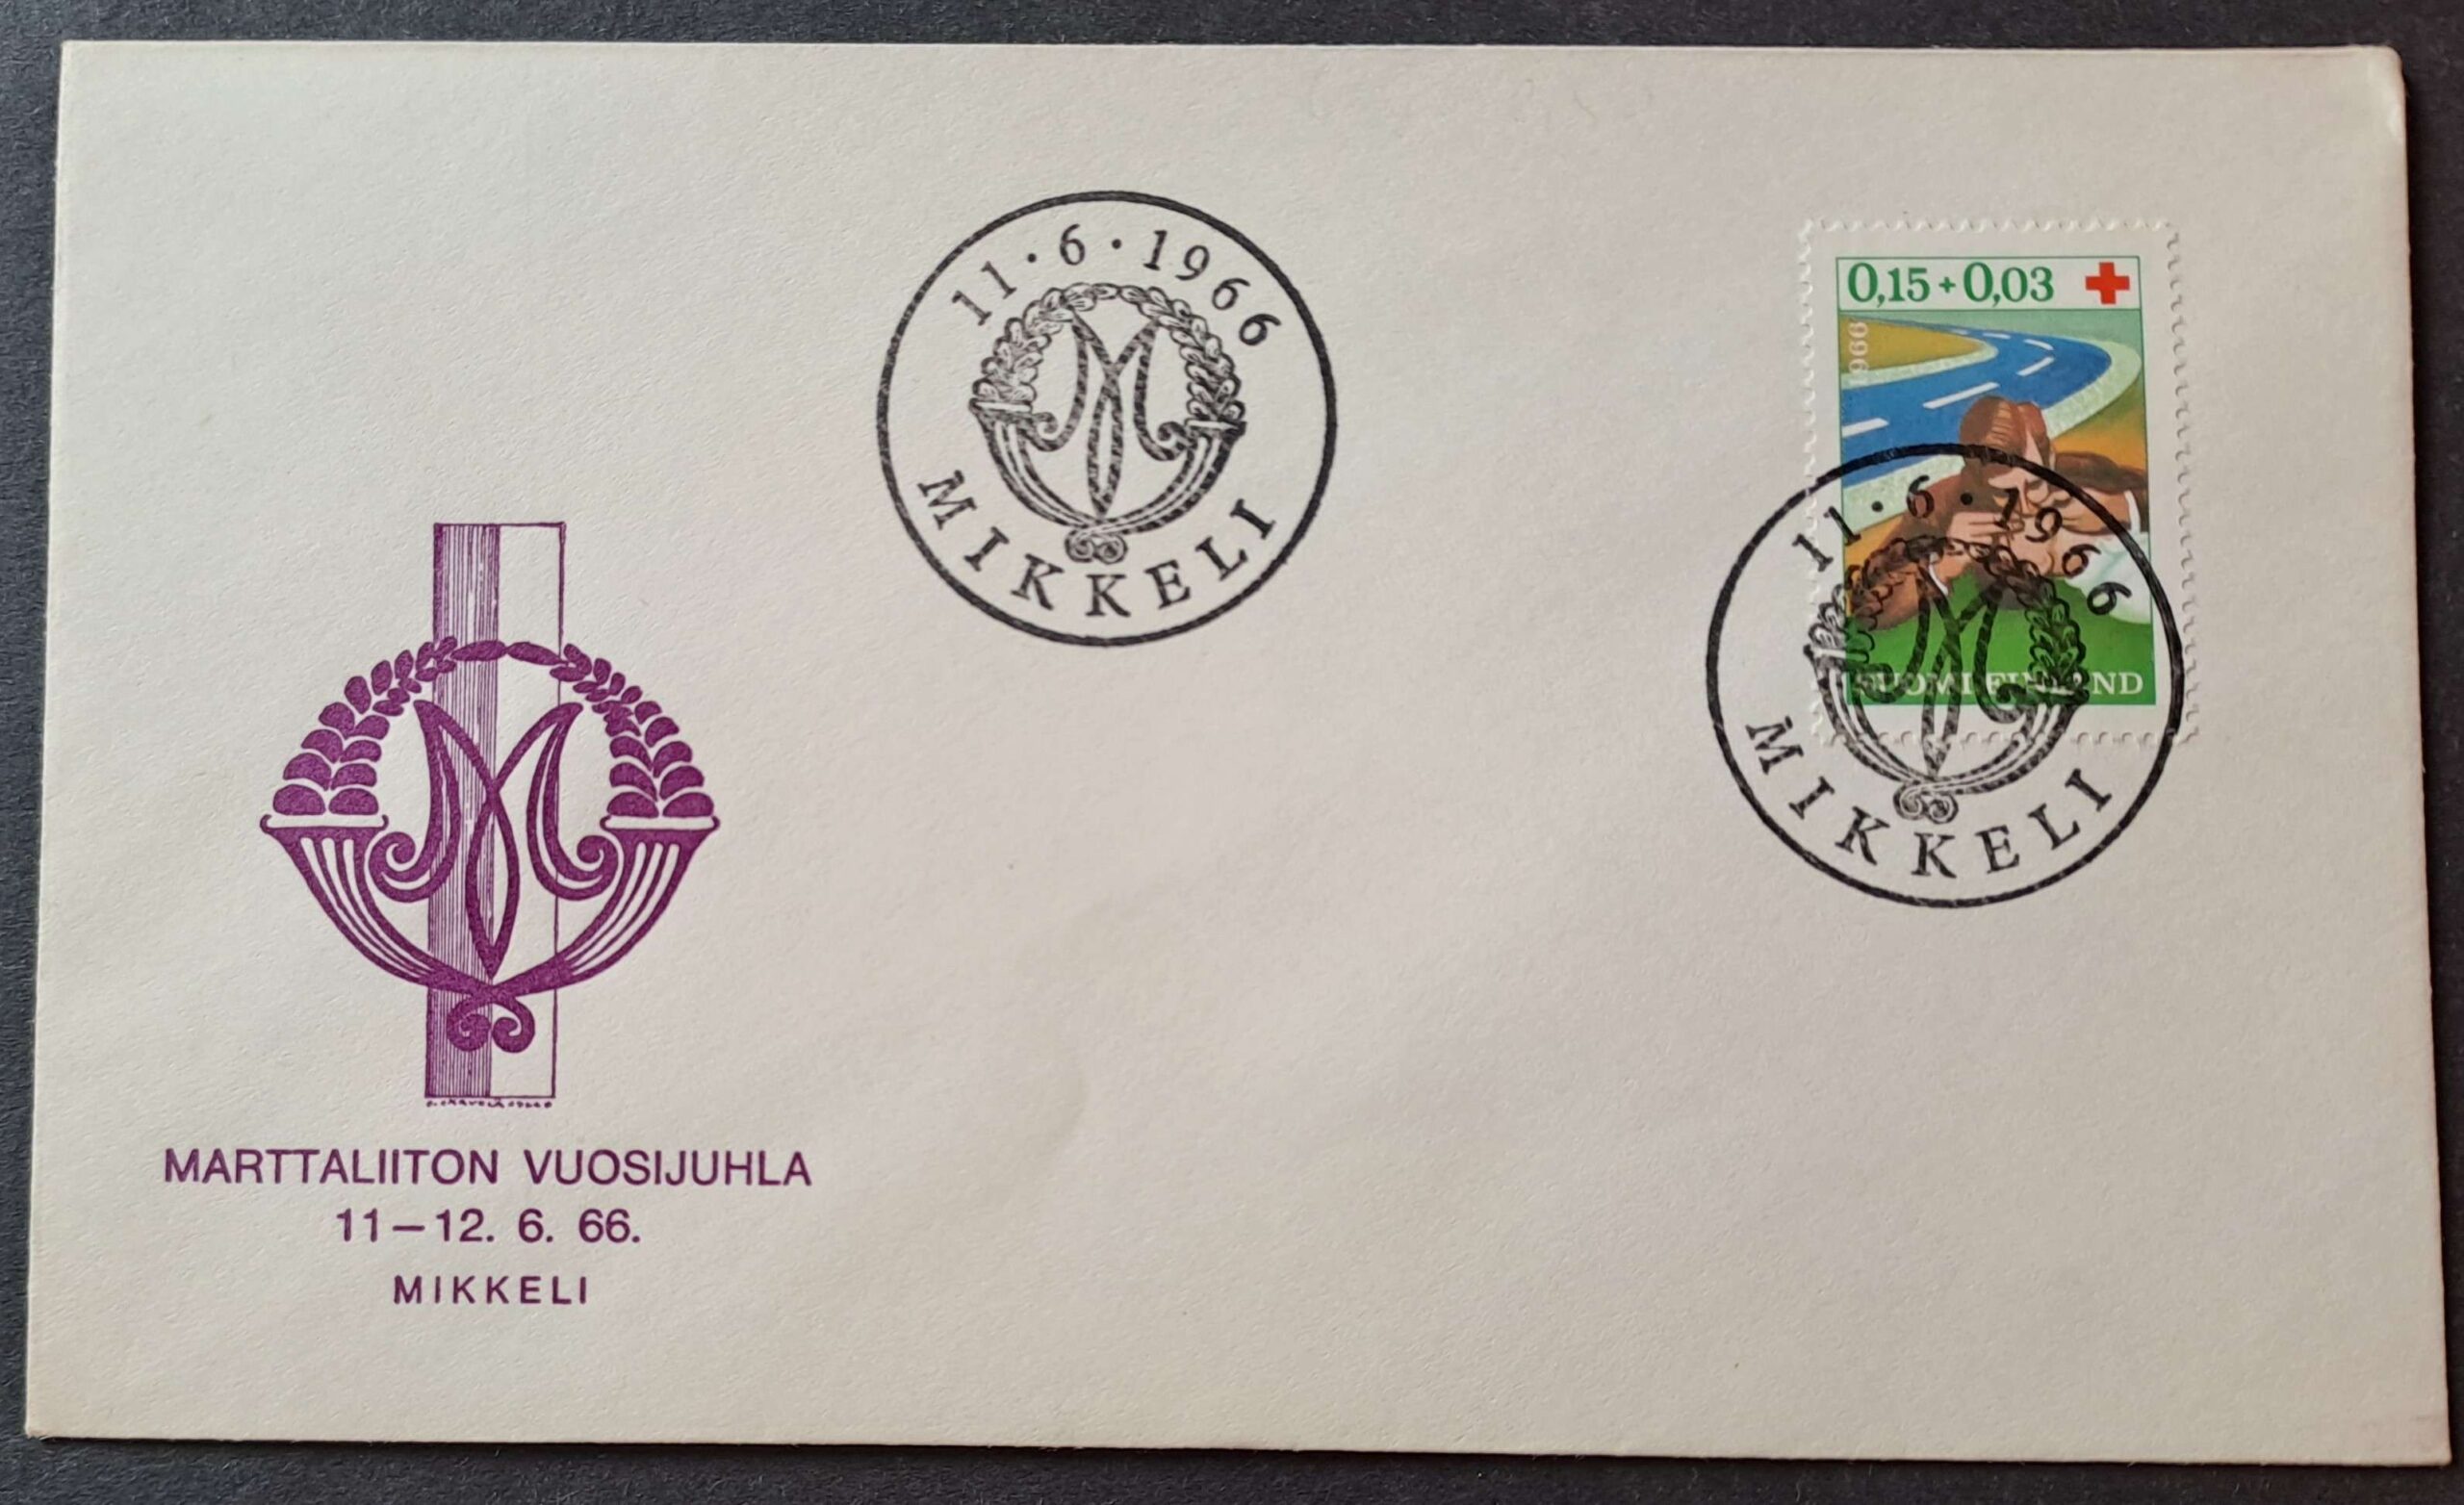 11·6·1966
MIKKELI
0,15+0,03
1966
SUOMI FINLAND
11·6·1966
MIKKELI
MARTTALIITON VUOSIJUHLA
11–12. 6. 66.
MIKKELI